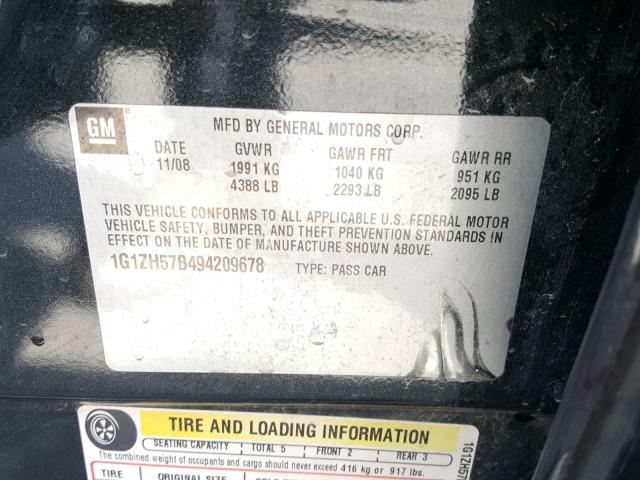 GM
MFD BY GENERAL MOTORS CORP.
DATE GVWR GAWR FRT GAWR RR
11/08 1991 KG 1040 KG 951 KG
4388 LB 2293 LB 2095 LB
THIS VEHICLE CONFORMS TO ALL APPLICABLE U.S. FEDERAL MOTOR
VEHICLE SAFETY, BUMPER, AND THEFT PREVENTION STANDARDS IN
EFFECT ON THE DATE OF MANUFACTURE SHOWN ABOVE.
1G1ZH57B494209678 TYPE: PASS CAR
TIRE AND LOADING INFORMATION
SEATING CAPACITY TOTAL 5 FRONT 2 REAR 3
The combined weight of occupants and cargo should never exceed 416 kg or 917 lbs.
TIRE ORIGINAL SIZE
1G1ZH57